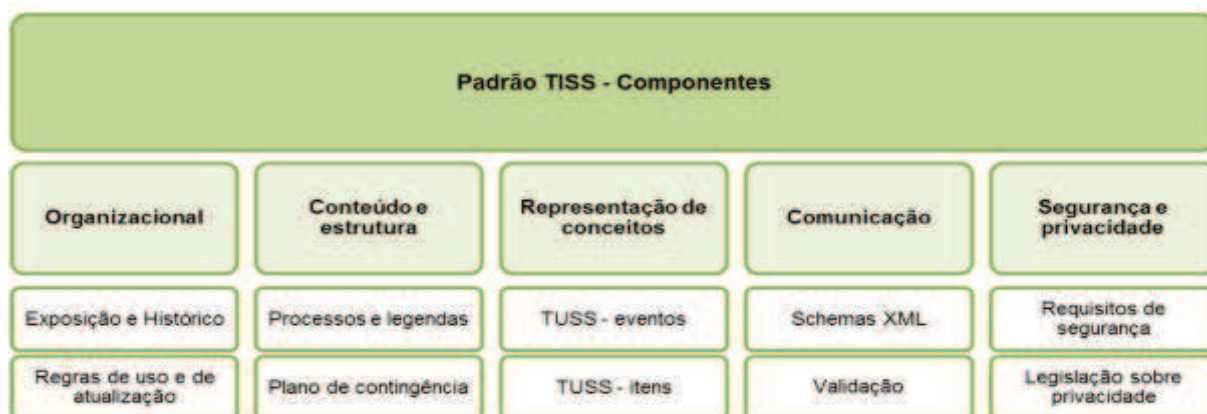 Padrão TISS - Componentes
Organizacional
Conteúdo e
estrutura
Representação de
conceitos
Comunicação
Segurança e
privacidade
Exposição e Histórico
Processos e legendas
TUSS - eventos
Schemas XML
Requisitos de
segurança
Regras de uso e de
atualização
Plano de contingência
TUSS - itens
Validação
Legislação sobre
privacidade